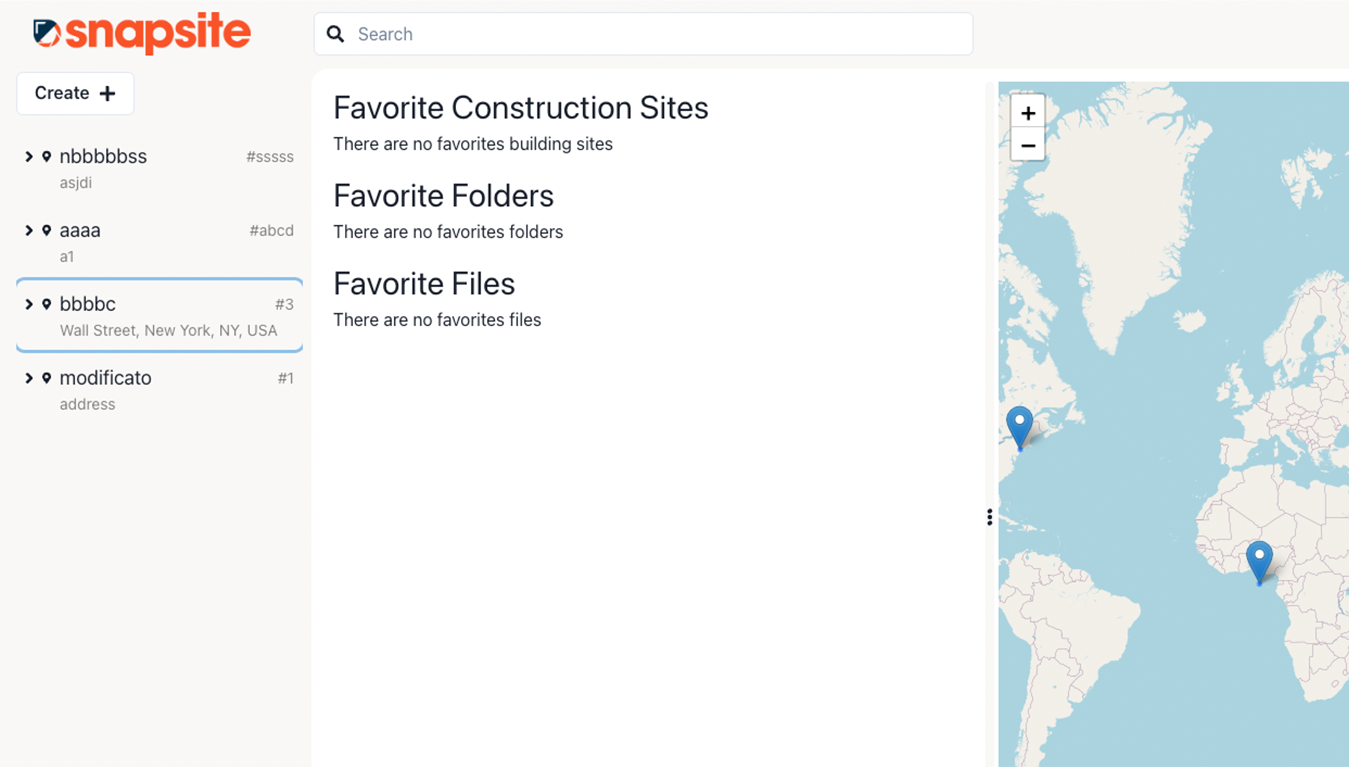 snapsite
Search
Create +
Favorite Construction Sites
There are no favorites building sites
Favorite Folders
There are no favorites folders
Favorite Files
There are no favorites files
nbbbbbss #sssss
asjdi
aaaa #abcd
a1
bbbbc #3
Wall Street, New York, NY, USA
modificato #1
address
+
−